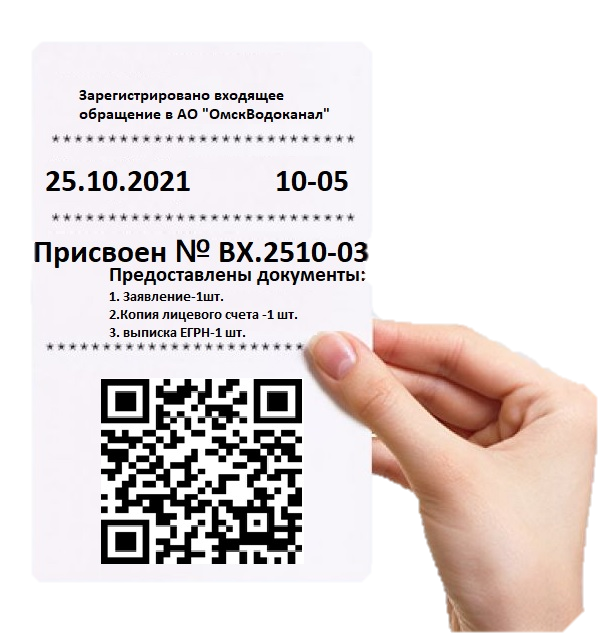 Зарегистрировано входящее
обращение в АО "ОмскВодоканал"
****************************
25.10.2021 10-05
****************************
Присвоен № ВХ.2510-03
Предоставлены документы:
1. Заявление-1шт.
2.Копия лицевого счета -1 шт.
3. выписка ЕГРН-1 шт.
************************